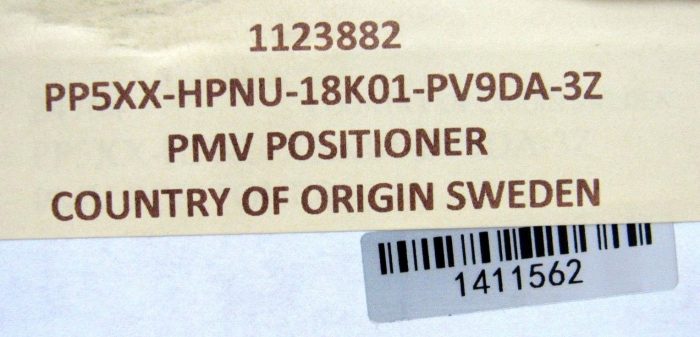 1123882
PP5XX-HPNU-18K01-PV9DA-3Z
PMV POSITIONER
COUNTRY OF ORIGIN SWEDEN
1411562